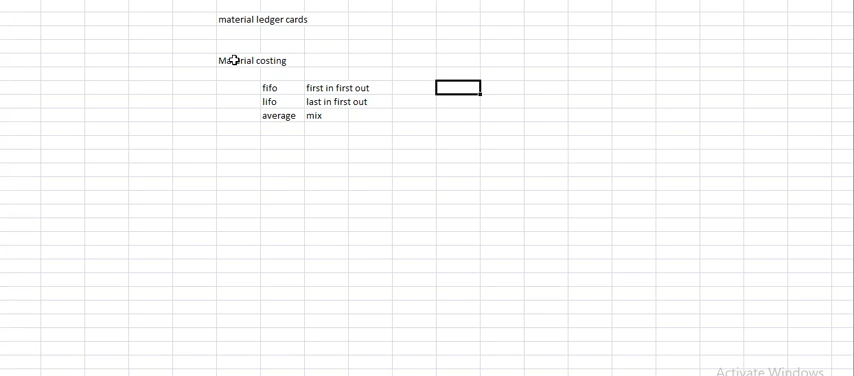 material ledger cards
Material costing
fifo first in first out
lifo last in first out
average mix
Activate Windows